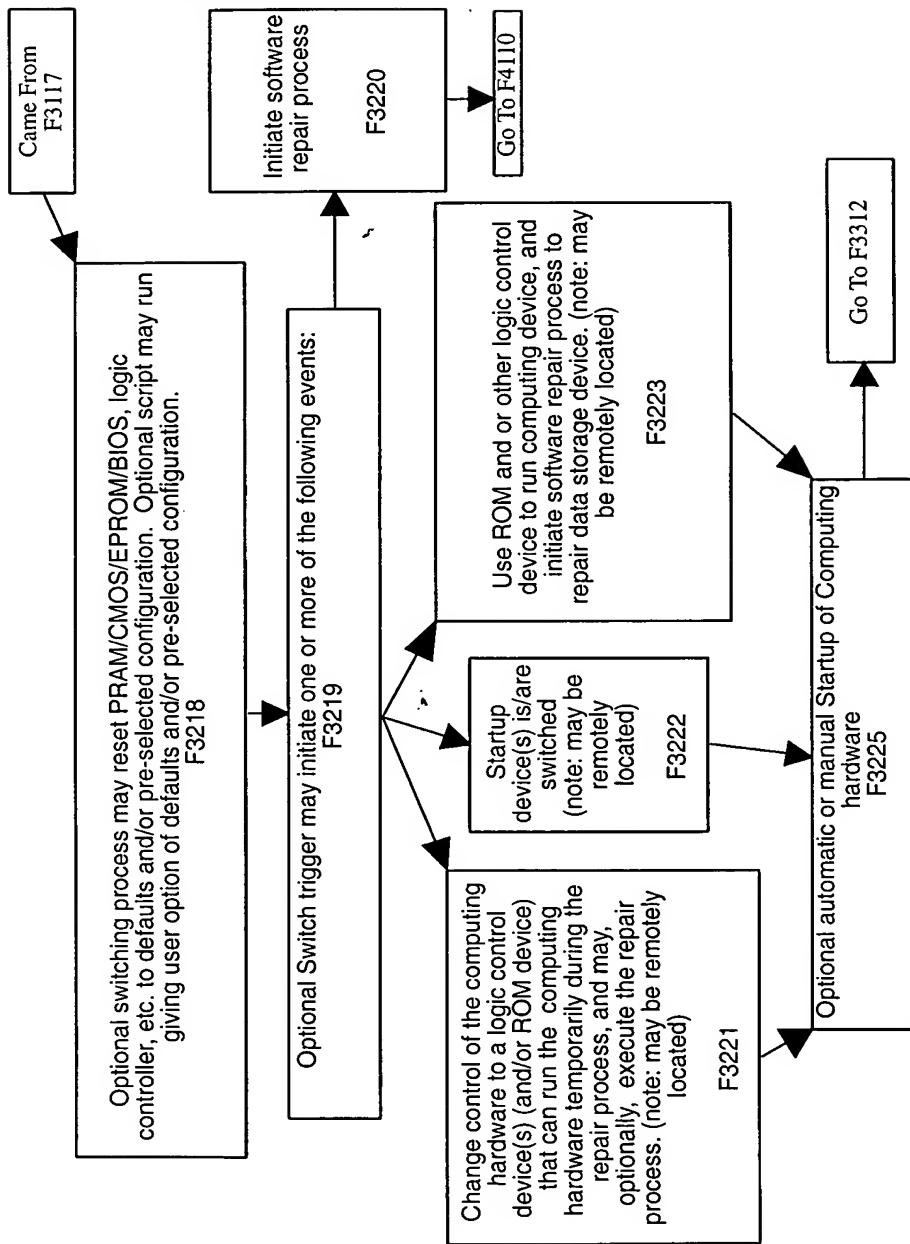 Came From
F3117
Optional switching process may reset PRAM/CMOS/EPROM/BIOS, logic
controller, etc. to defaults and/or pre-selected configuration. Optional script may run
giving user option of defaults and/or pre-selected configuration.
F3218
Optional Switch trigger may initiate one or more of the following events:
F3219
Initiate software
repair process
F3220
Go To F4110
Change control of the computing
hardware to a logic control
device(s) (and/or ROM device)
that can run the computing
hardware temporarily during the
repair process, and may,
optionally, execute the repair
process. (note: may be remotely
located)
F3221
Startup
device(s) is/are
switched
(note: may be
remotely
located)
F3222
Use ROM and or other logic control
device to run computing device, and
initiate software repair process to
repair data storage device. (note: may
be remotely located)
F3223
Optional automatic or manual Startup of Computing
hardware
F3225
Go To F3312